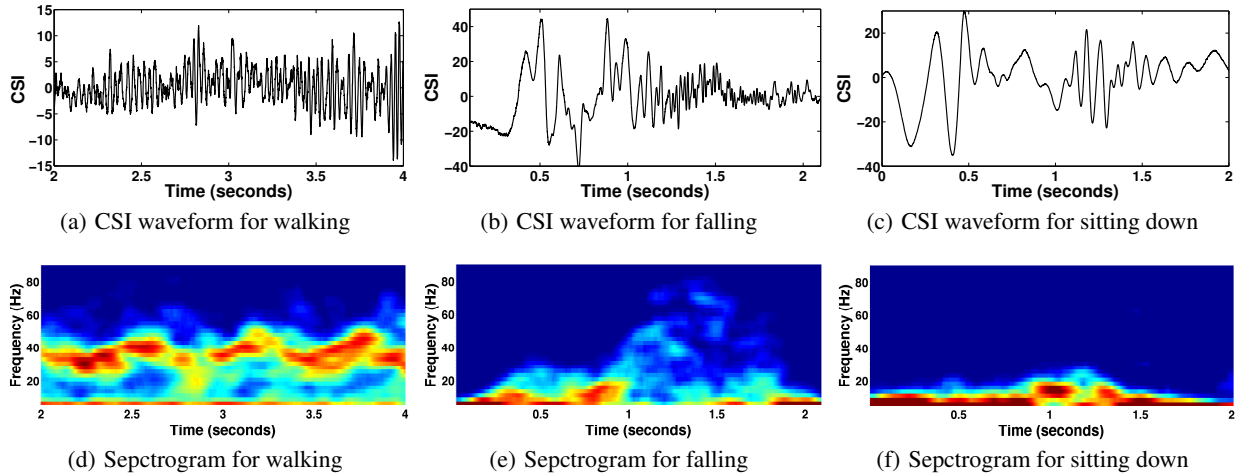 15
10
5
0
−5
−10
−15
CSI
2 2.5 3 3.5 4
Time (seconds)
(a) CSI waveform for walking
40
20
0
−20
−40
CSI
0.5 1 1.5 2
Time (seconds)
(b) CSI waveform for falling
20
0
−20
−40
CSI
0 0.5 1 1.5 2
Time (seconds)
(c) CSI waveform for sitting down
80
60
40
20
Frequency (Hz)
2 2.5 3 3.5 4
Time (seconds)
(d) Sepctrogram for walking
80
60
40
20
Frequency (Hz)
0.5 1 1.5 2
Time (seconds)
(e) Sepctrogram for falling
80
60
40
20
Frequency (Hz)
0.5 1 1.5 2
Time (seconds)
(f) Sepctrogram for sitting down